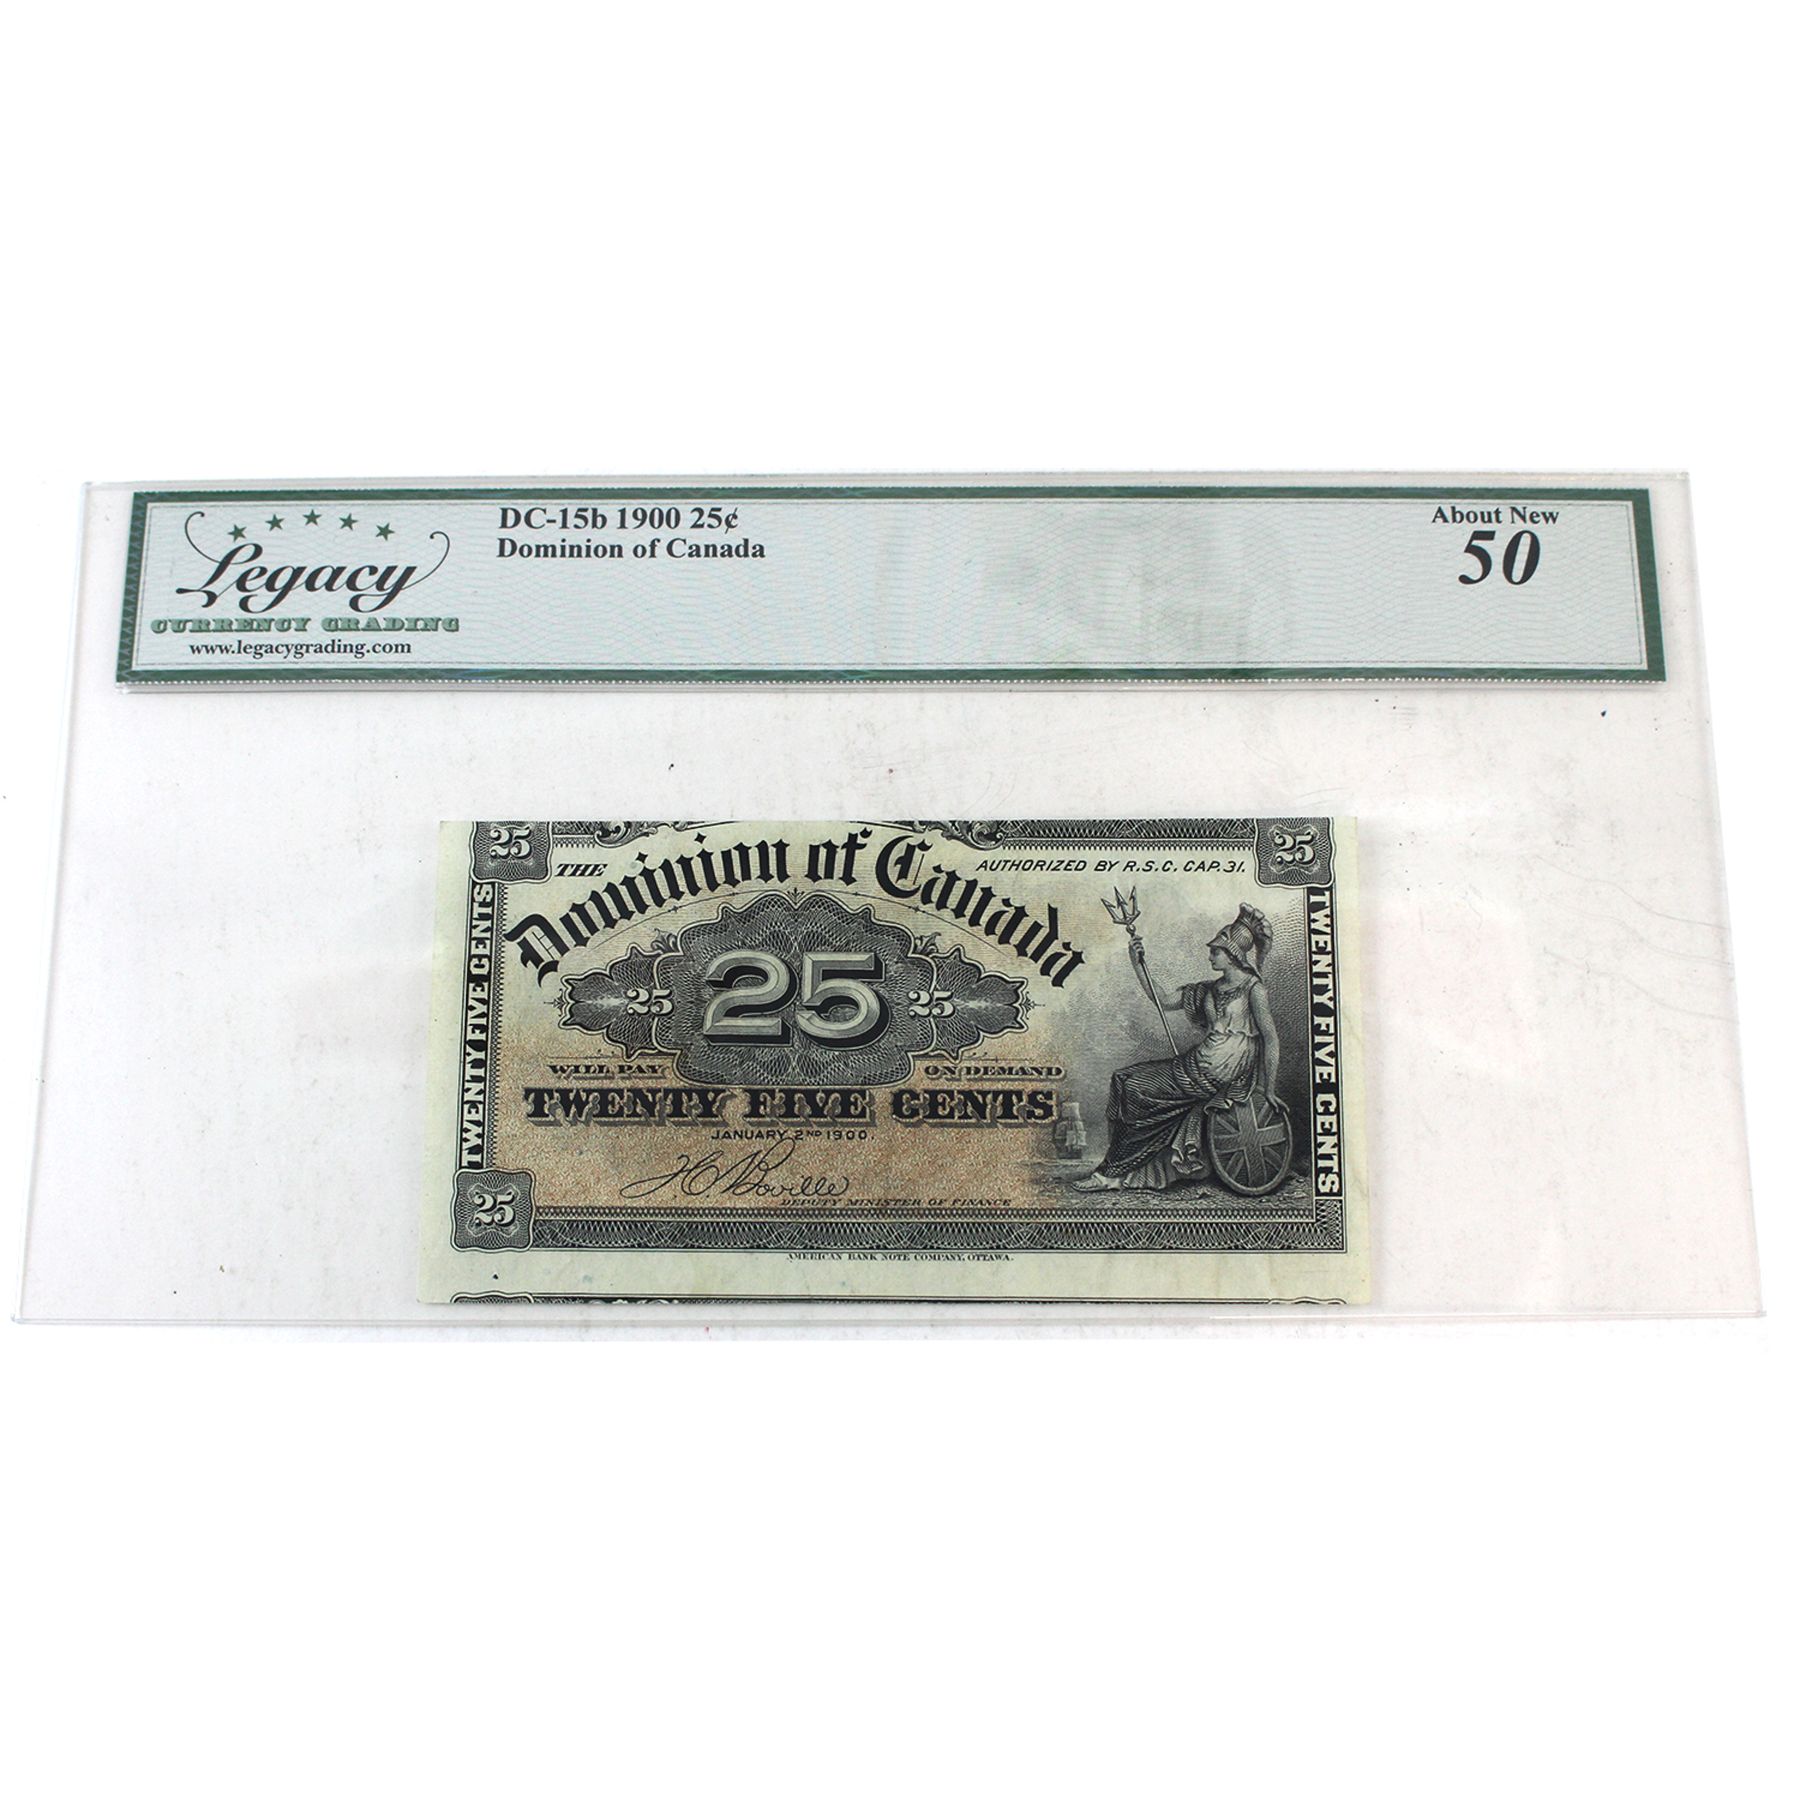 Legacy
CURRENCY GRADING
www.legacygrading.com
DC-15b 1900 25¢
Dominion of Canada
About New
50
25
THE
Dominion of Canada
AUTHORIZED BY R.S.C. CAP. 31.
25
TWENTY FIVE CENTS
25
25
25
TWENTY FIVE CENTS
WILL PAY
ON DEMAND
TWENTY FIVE CENTS
JANUARY 2ND 1900.
J.C. Boville
DEPUTY MINISTER OF FINANCE
25
AMERICAN BANK NOTE COMPANY, OTTAWA.